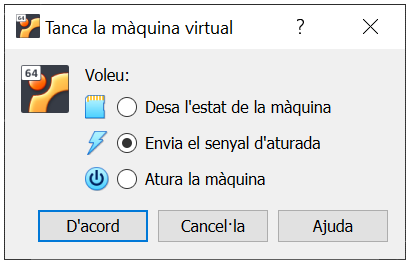 64 Tanca la màquina virtual ?
64
Voleu:
Desa l'estat de la màquina
Envia el senyal d'aturada
Atura la màquina
D'acord Cancel·la Ajuda